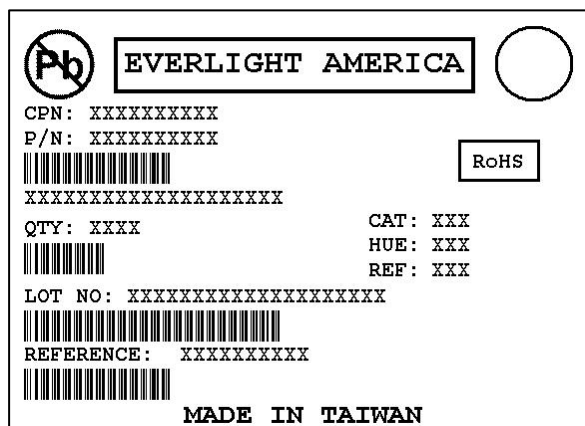 Pb
EVERLIGHT AMERICA
CPN: XXXXXXXXXX
P/N: XXXXXXXXXX
RoHS
XXXXXXXXXXXXXXXXXXXX
QTY: XXXX
CAT: XXX
HUE: XXX
REF: XXX
LOT NO: XXXXXXXXXXXXXXXXXXXX
REFERENCE: XXXXXXXXXX
MADE IN TAIWAN